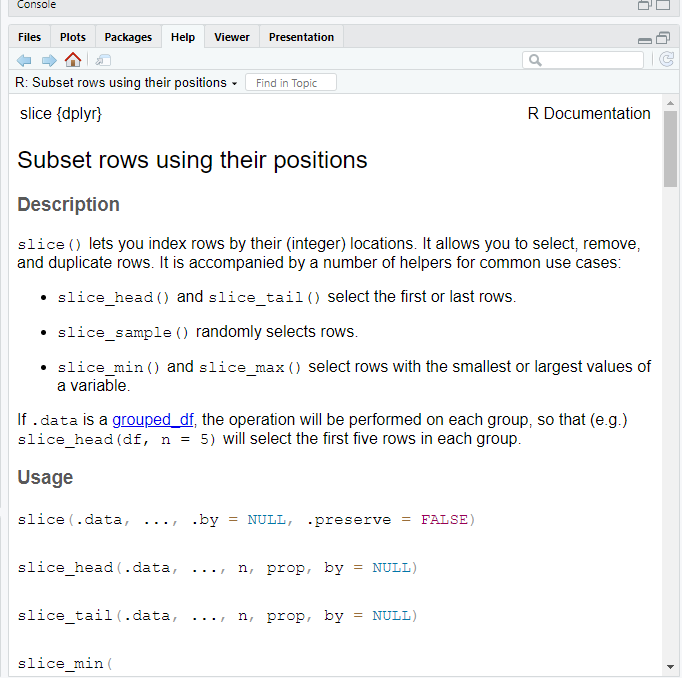 Console
Files Plots Packages Help Viewer Presentation
R: Subset rows using their positions Find in Topic
slice {dplyr} R Documentation
Subset rows using their positions
Description
slice() lets you index rows by their (integer) locations. It allows you to select, remove,
and duplicate rows. It is accompanied by a number of helpers for common use cases:
• slice_head() and slice_tail() select the first or last rows.
• slice_sample() randomly selects rows.
• slice_min() and slice_max() select rows with the smallest or largest values of
a variable.
If .data is a grouped_df, the operation will be performed on each group, so that (e.g.)
slice_head(df, n = 5) will select the first five rows in each group.
Usage
slice(.data, ..., .by = NULL, .preserve = FALSE)
slice_head(.data, ..., n, prop, by = NULL)
slice_tail(.data, ..., n, prop, by = NULL)
slice_min(